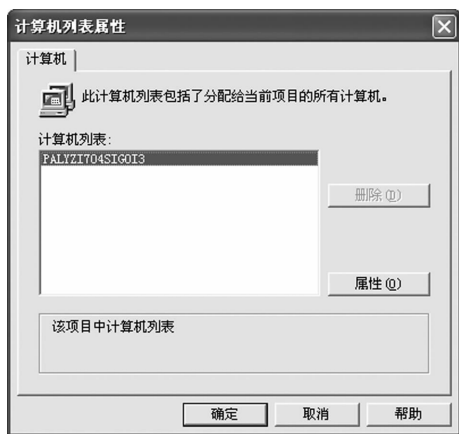 计算机列表属性
计算机
此计算机列表包括了分配给当前项目的所有计算机。
计算机列表:
PALYZI704SIGOI3
删除(D)
属性(O)
该项目中计算机列表
确定
取消
帮助